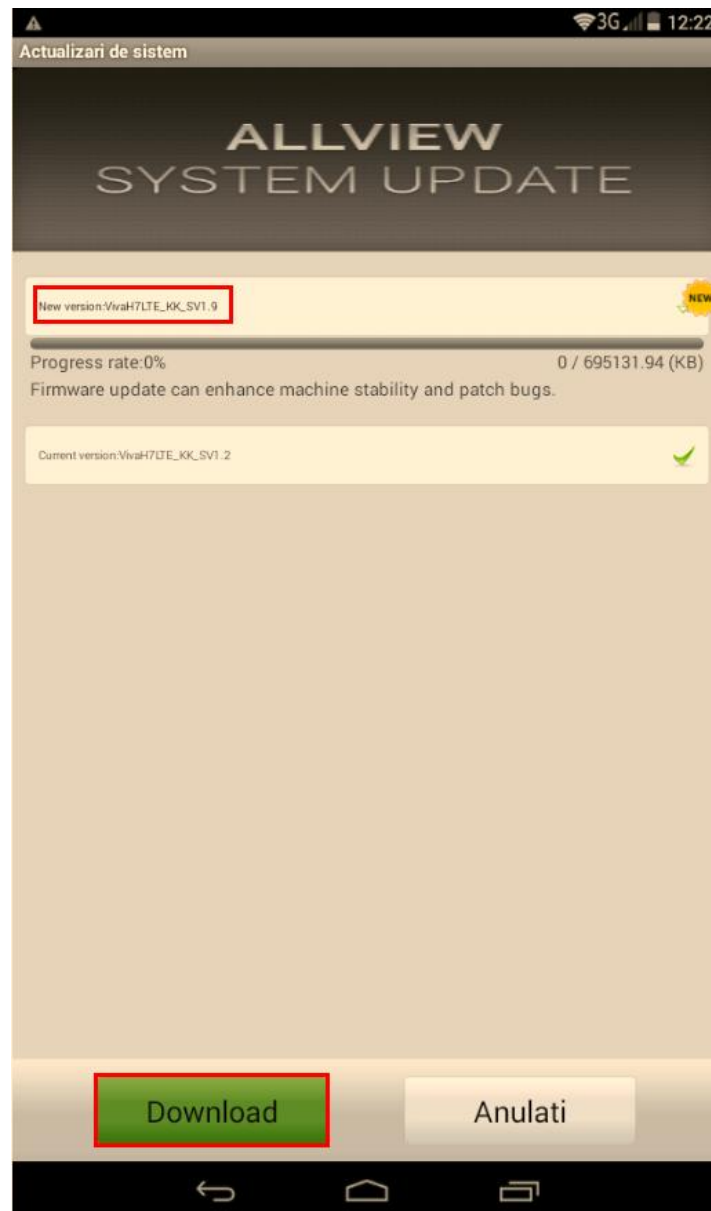 3G 12:22
Actualizari de sistem
ALLVIEW
SYSTEM UPDATE
New version:VivaH7LTE_KK_SV1.9
NEW
Progress rate:0% 0 / 695131.94 (KB)
Firmware update can enhance machine stability and patch bugs.
Current version:VivaH7LTE_KK_SV1.2
Download Anulati